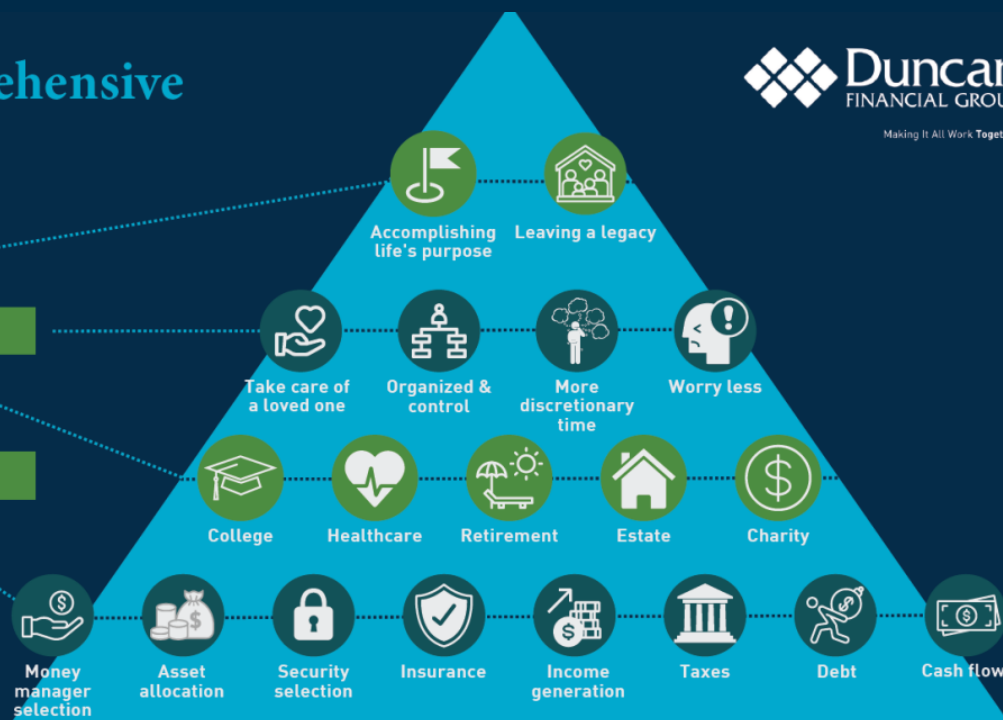 ehensive
Duncan
FINANCIAL GROU
Making It All Work Toget
Accomplishing
life's purpose
Leaving a legacy
Take care of
a loved one
Organized &
control
More
discretionary
time
Worry less
College
Healthcare
Retirement
Estate
Charity
Money
manager
selection
Asset
allocation
Security
selection
Insurance
Income
generation
Taxes
Debt
Cash flow